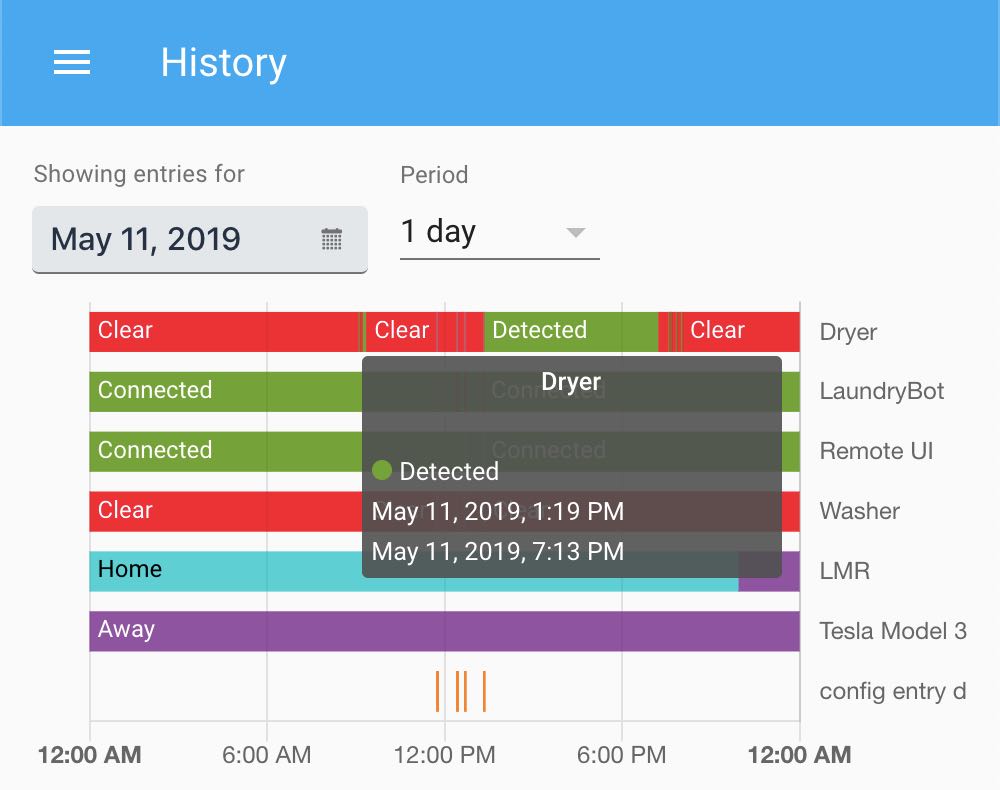 History
Showing entries for
Period
May 11, 2019
1 day
Clear Clear Detected Clear Dryer
Dryer
Connected Connected LaundryBot
Connected Connected Remote UI
Detected
Clear Washer
May 11, 2019, 1:19 PM
May 11, 2019, 7:13 PM
Home LMR
Away Tesla Model 3
config entry d
12:00 AM 6:00 AM 12:00 PM 6:00 PM 12:00 AM